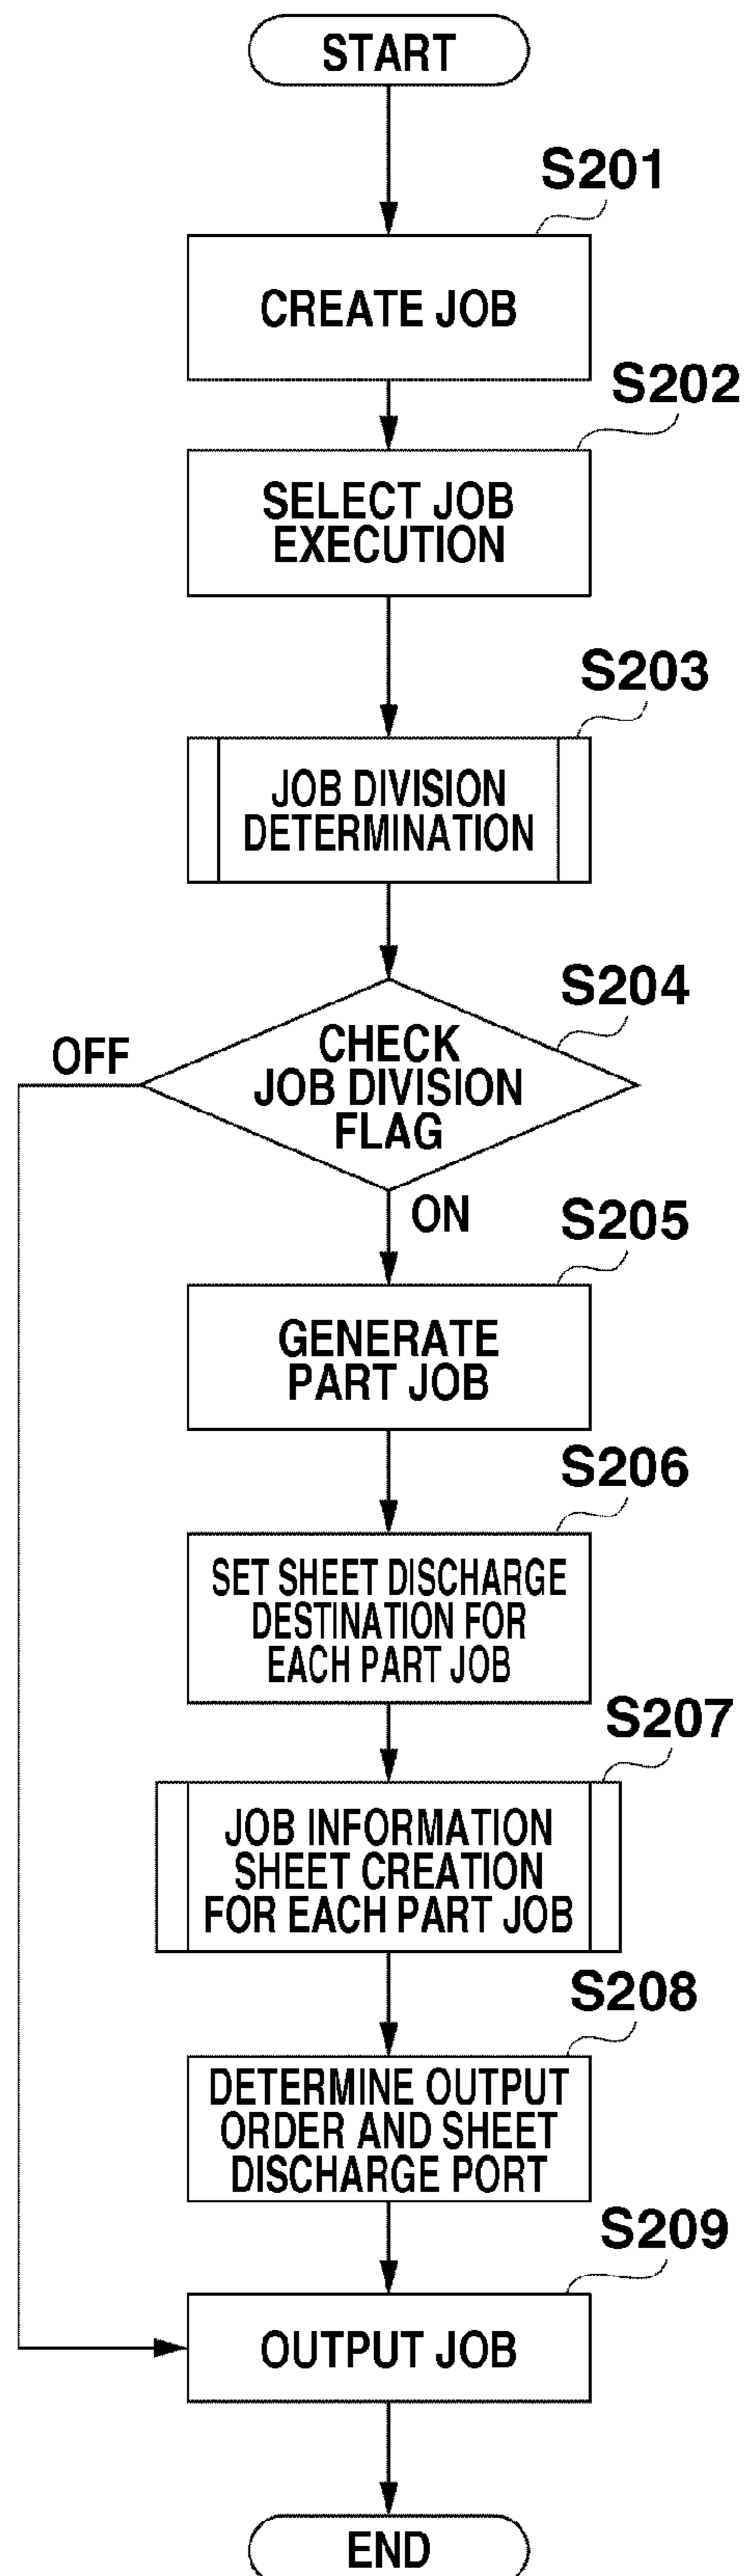 START
S201
CREATE JOB
S202
SELECT JOB
EXECUTION
S203
JOB DIVISION
DETERMINATION
S204
OFF
CHECK
JOB DIVISION
FLAG
ON
S205
GENERATE
PART JOB
S206
SET SHEET DISCHARGE
DESTINATION FOR
EACH PART JOB
S207
JOB INFORMATION
SHEET CREATION
FOR EACH PART JOB
S208
DETERMINE OUTPUT
ORDER AND SHEET
DISCHARGE PORT
S209
OUTPUT JOB
END